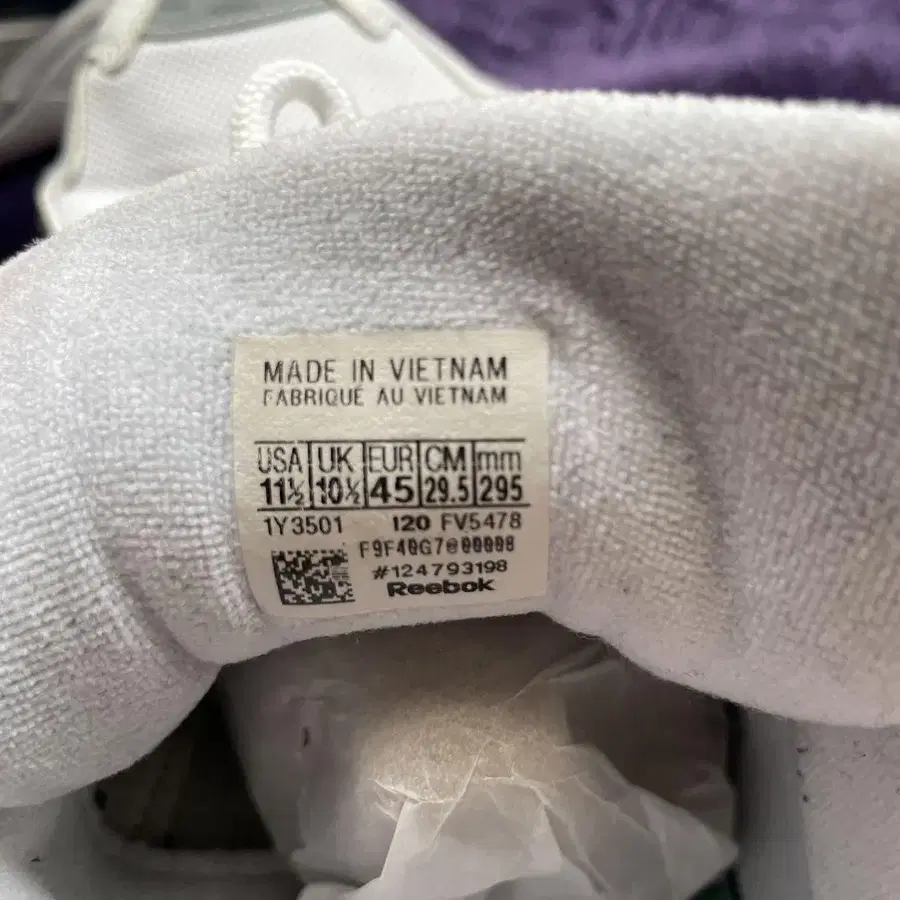 MADE IN VIETNAM
FABRIQUÉ AU VIETNAM
USA UK EUR CM mm
11½ 10½ 45 29.5 295
1Y3501 I20 FV5478
F9F40G7@00008
#124793198
Reebok